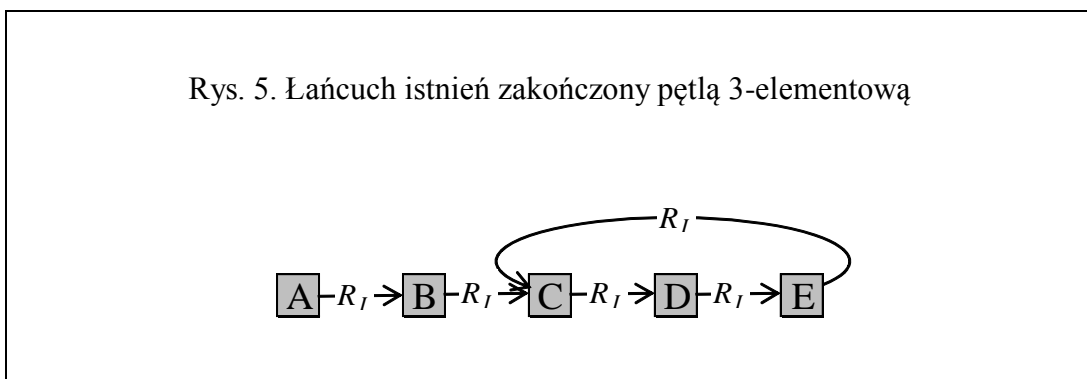 Rys. 5. Łańcuch istnień zakończony pętlą 3-elementową
R_I
A R_I B R_I C R_I D R_I E